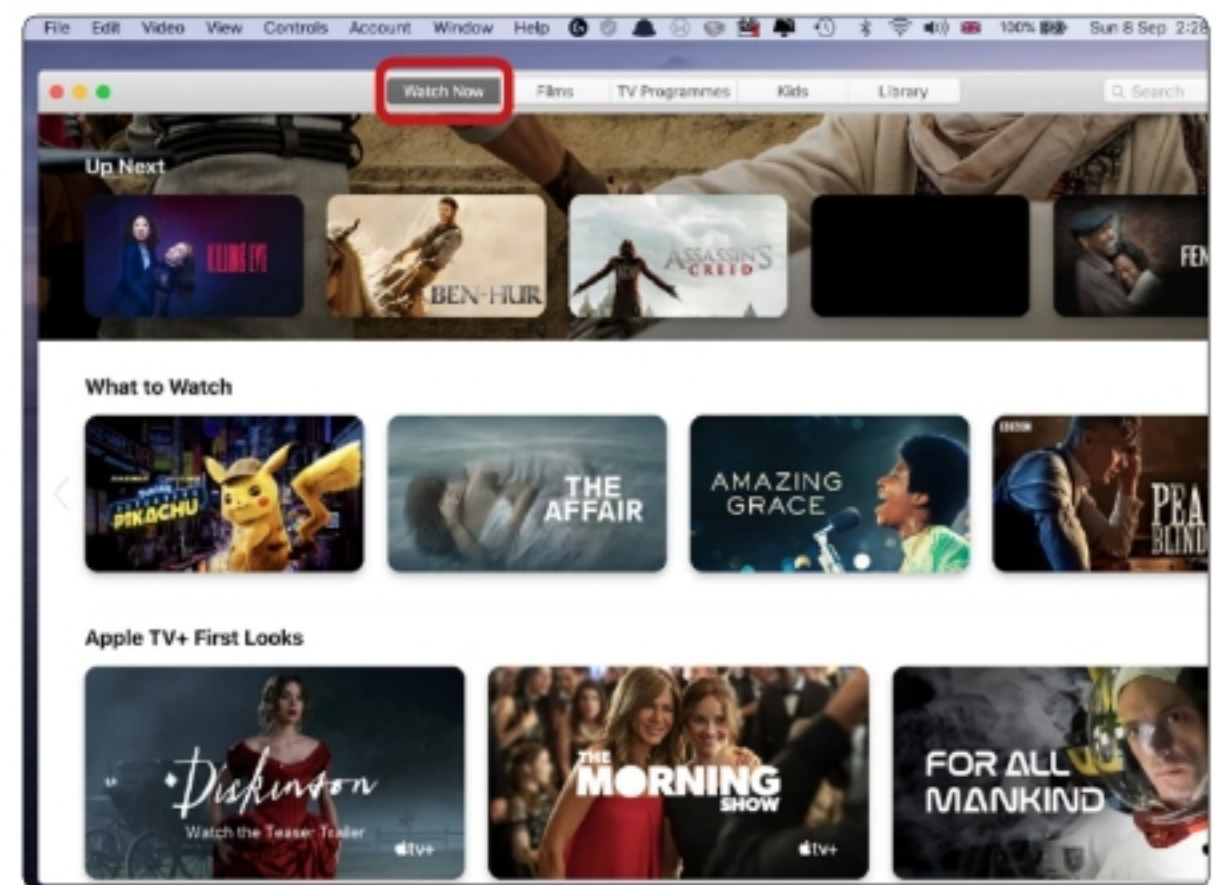 File Edit Video View Controls Account Window Help 100% Sun 8 Sep 2:28
Watch Now Films TV Programmes Kids Library Search
Up Next
KILLING EVE
BEN-HUR
ASSASSIN'S
CREED
FEN
What to Watch
PIKACHU
THE
AFFAIR
AMAZING
GRACE
PEA
BLIND
Apple TV+ First Looks
Dickinson
Watch the Teaser Trailer
tv+
THE
MORNING
SHOW
tv+
FOR ALL
MANKIND